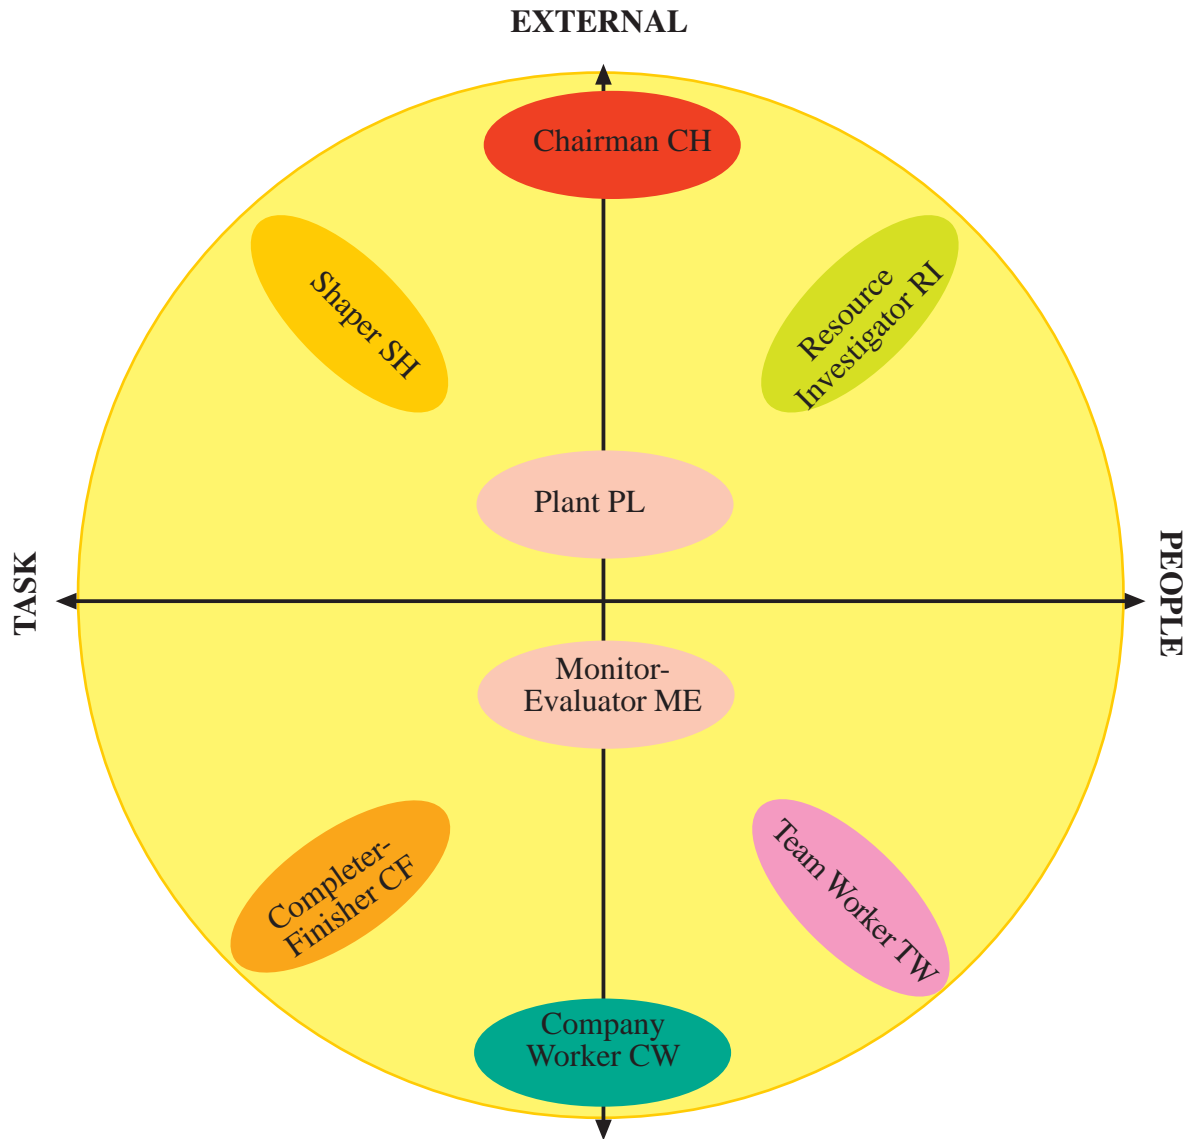 EXTERNAL
Chairman CH
Shaper SH
Resource
Investigator RI
Plant PL
TASK
PEOPLE
Monitor-
Evaluator ME
Completer-
Finisher CF
Team Worker TW
Company
Worker CW